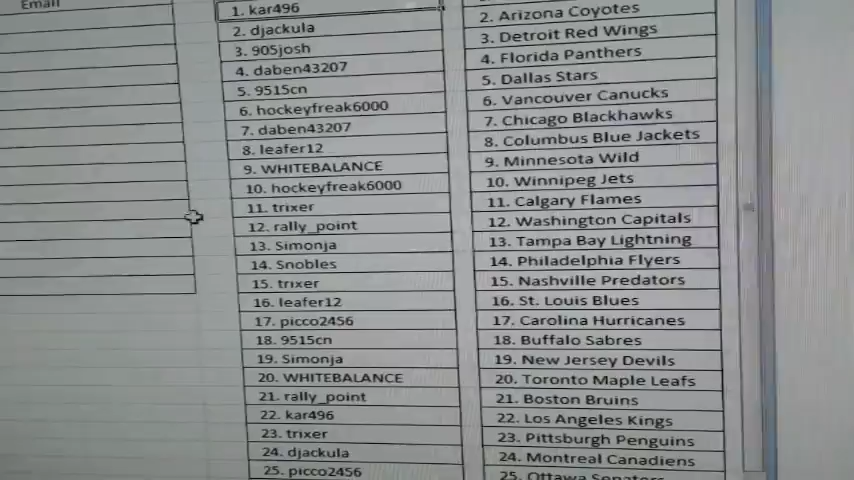 Email
1. kar496
2. djackula
3. 905josh
4. daben43207
5. 9515cn
6. hockeyfreak6000
7. daben43207
8. leafer12
9. WHITEBALANCE
10. hockeyfreak6000
11. trixer
12. rally_point
13. Simonja
14. Snobles
15. trixer
16. leafer12
17. picco2456
18. 9515cn
19. Simonja
20. WHITEBALANCE
21. rally_point
22. kar496
23. trixer
24. djackula
25. picco2456
2. Arizona Coyotes
3. Detroit Red Wings
4. Florida Panthers
5. Dallas Stars
6. Vancouver Canucks
7. Chicago Blackhawks
8. Columbus Blue Jackets
9. Minnesota Wild
10. Winnipeg Jets
11. Calgary Flames
12. Washington Capitals
13. Tampa Bay Lightning
14. Philadelphia Flyers
15. Nashville Predators
16. St. Louis Blues
17. Carolina Hurricanes
18. Buffalo Sabres
19. New Jersey Devils
20. Toronto Maple Leafs
21. Boston Bruins
22. Los Angeles Kings
23. Pittsburgh Penguins
24. Montreal Canadiens
25. Ottawa Senators